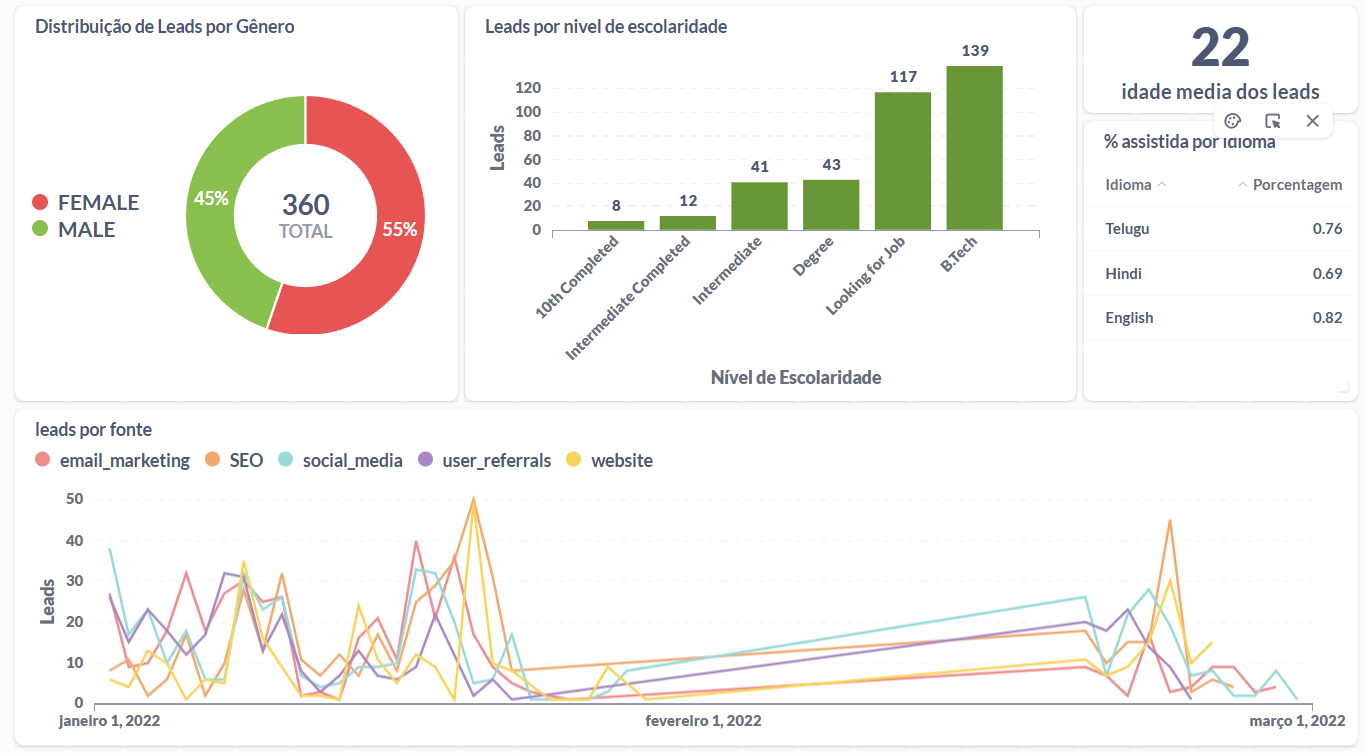 Distribuição de Leads por Gênero
FEMALE
MALE
45%
360
TOTAL
55%
Leads por nivel de escolaridade
Leads
120
100
80
60
40
20
0
8
12
41
43
117
139
10th Completed
Intermediate Completed
Intermediate
Degree
Looking for Job
B.Tech
Nível de Escolaridade
22
idade media dos leads
% assistida por Idioma
Idioma Porcentagem
Telugu 0.76
Hindi 0.69
English 0.82
leads por fonte
email_marketing SEO social_media user_referrals website
Leads
50
40
30
20
10
0
janeiro 1, 2022 fevereiro 1, 2022 março 1, 2022